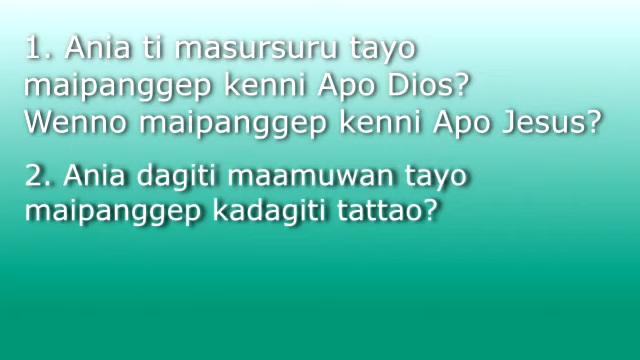 1. Ania ti masursuru tayo
maipanggep kenni Apo Dios?
Wenno maipanggep kenni Apo Jesus?
2. Ania dagiti maamuwan tayo
maipanggep kadagiti tattao?